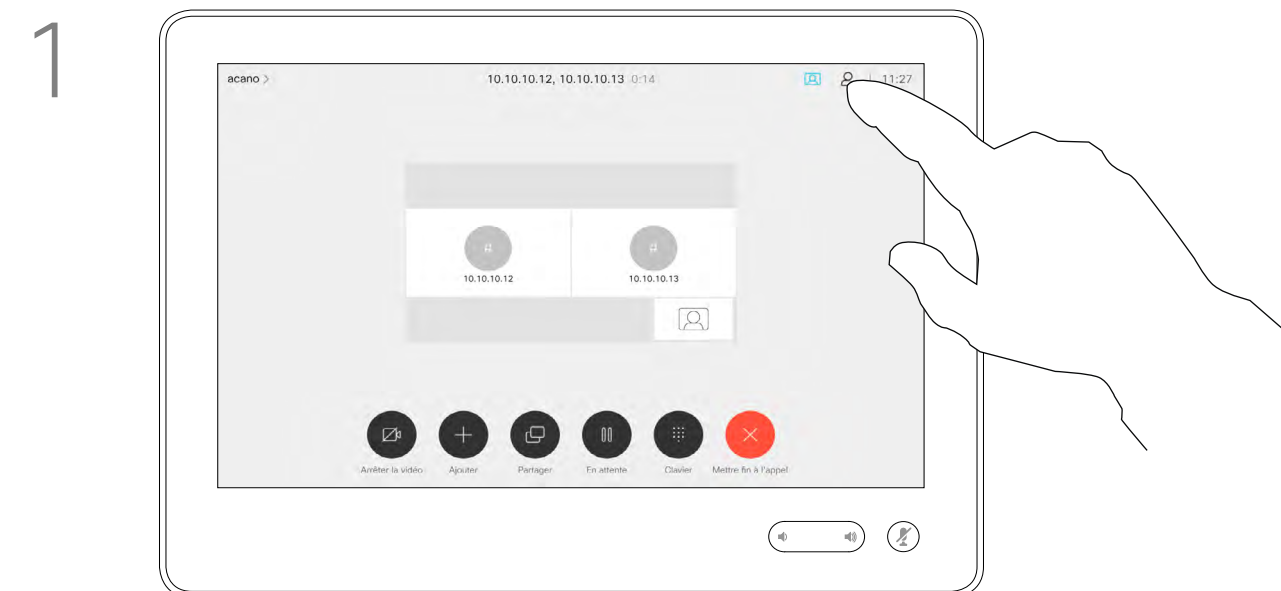 1
acano >
10.10.10.12, 10.10.10.13 0:14
11:27
10.10.10.12
10.10.10.13
Arrêter la vidéo
Ajouter
Partager
En attente
Clavier
Mettre fin à l'appel